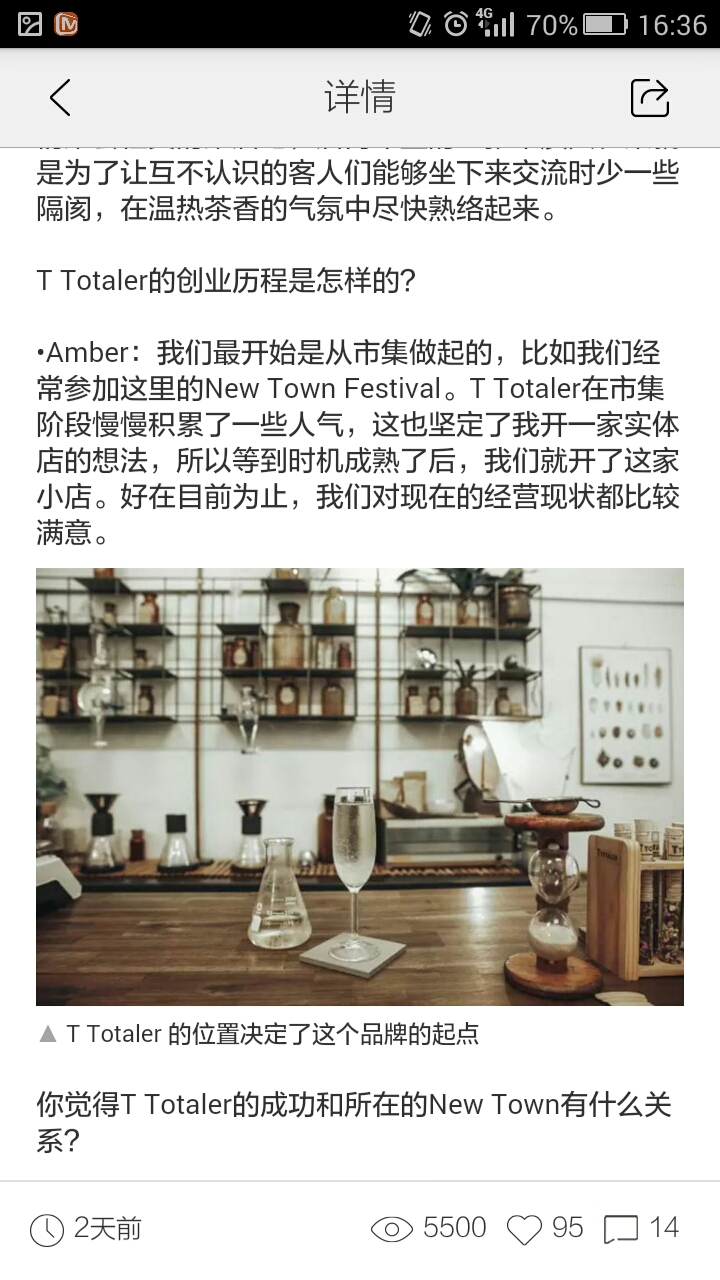 4G
70%
16:36
详情
是为了让互不认识的客人们能够坐下来交流时少一些
隔阂，在温热茶香的气氛中尽快熟络起来。
T Totaler的创业历程是怎样的？
•Amber：我们最开始是从市集做起的，比如我们经
常参加这里的New Town Festival。T Totaler在市集
阶段慢慢积累了一些人气，这也坚定了我开一家实体
店的想法，所以等到时机成熟了后，我们就开了这家
小店。好在目前为止，我们对现在的经营现状都比较
满意。
▲ T Totaler 的位置决定了这个品牌的起点
你觉得T Totaler的成功和所在的New Town有什么关
系？
2天前
5500
95
14